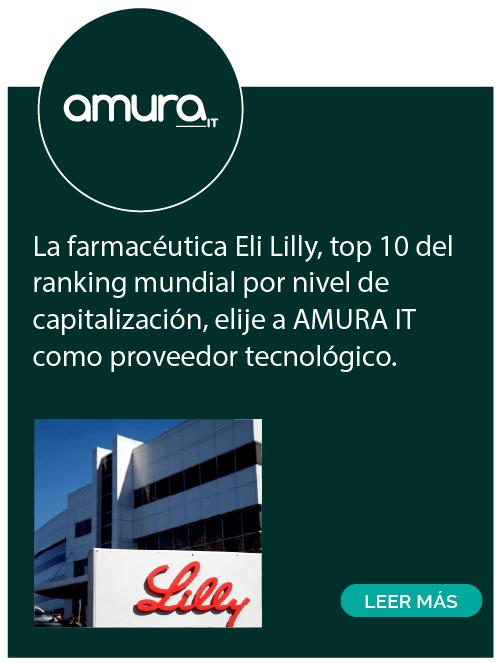 amura
IT
La farmacéutica Eli Lilly, top 10 del
ranking mundial por nivel de
capitalización, elije a AMURA IT
como proveedor tecnológico.
Lilly
LEER MÁS